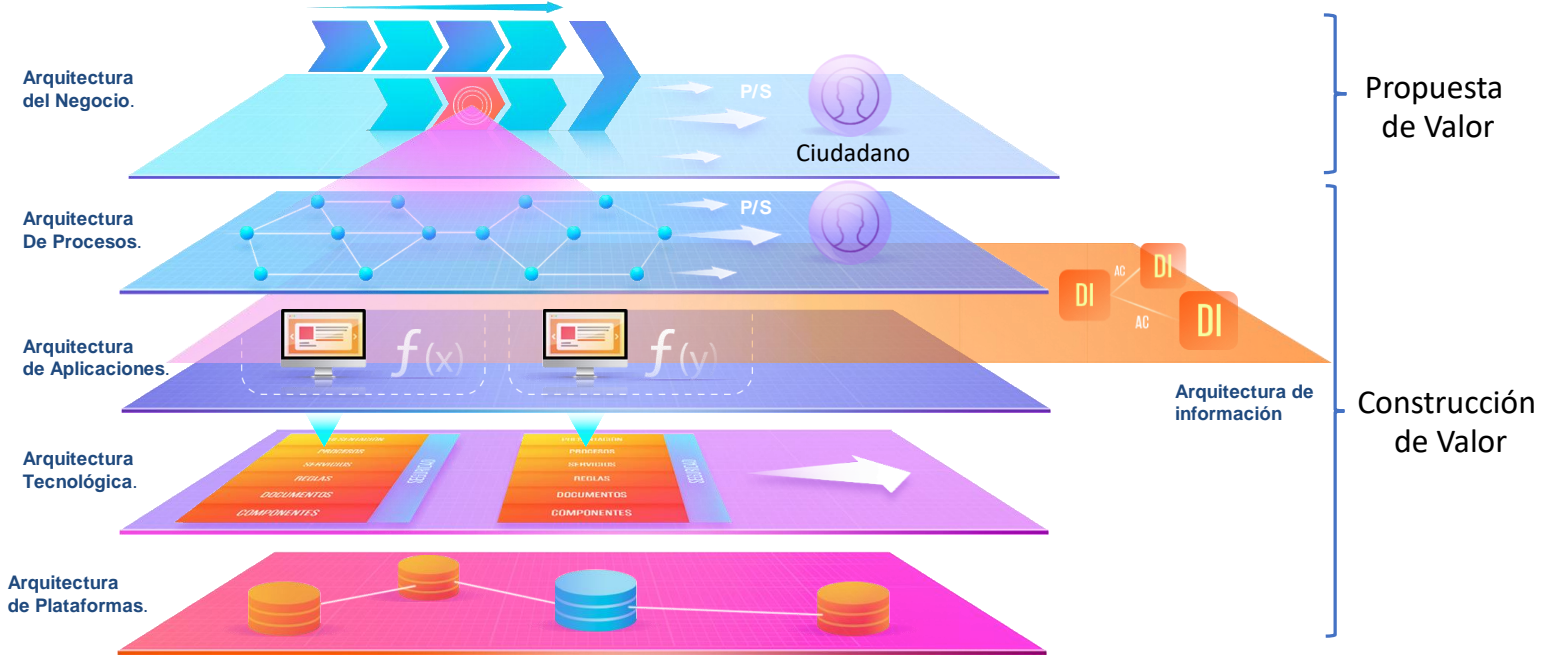 Arquitectura
del Negocio.
P/S
Ciudadano
Propuesta
de Valor
Arquitectura
De Procesos.
P/S
AC
DI
DI
AC
DI
Arquitectura
de Aplicaciones.
f(x)
f(y)
Arquitectura de
información
Construcción
de Valor
Arquitectura
Tecnológica.
PROCESOS
SERVICIOS
REGLAS
DOCUMENTOS
COMPONENTES
SEGURIDAD
PROCESOS
SERVICIOS
REGLAS
DOCUMENTOS
COMPONENTES
SEGURIDAD
Arquitectura
de Plataformas.